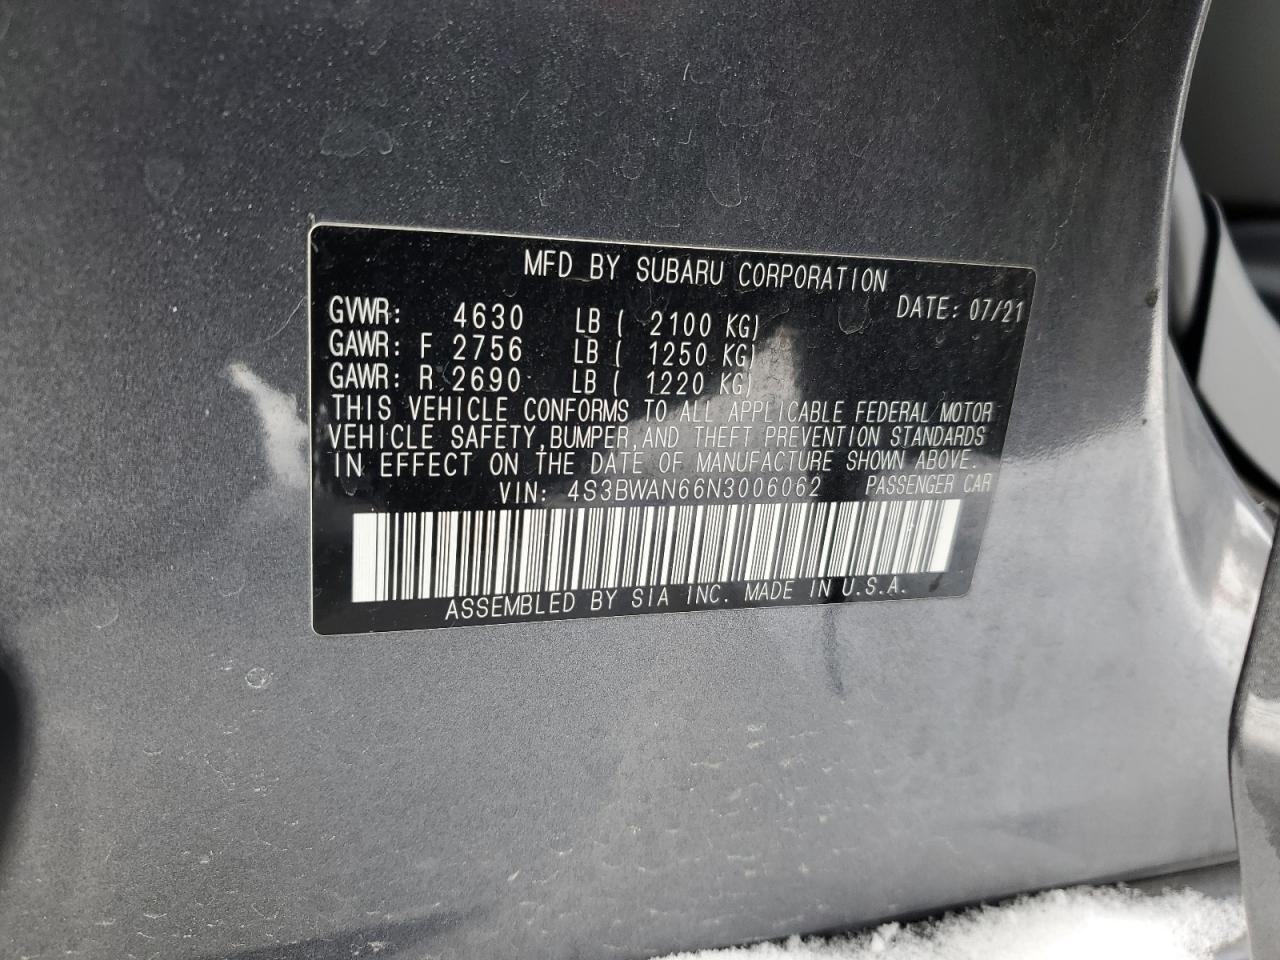 MFD BY SUBARU CORPORATION
DATE: 07/21
GVWR: 4630 LB ( 2100 KG)
GAWR: F 2756 LB ( 1250 KG)
GAWR: R 2690 LB ( 1220 KG)
THIS VEHICLE CONFORMS TO ALL APPLICABLE FEDERAL MOTOR
VEHICLE SAFETY,BUMPER,AND THEFT PREVENTION STANDARDS
IN EFFECT ON THE DATE OF MANUFACTURE SHOWN ABOVE.
VIN: 4S3BWAN66N3006062 PASSENGER CAR
ASSEMBLED BY SIA INC. MADE IN U.S.A.